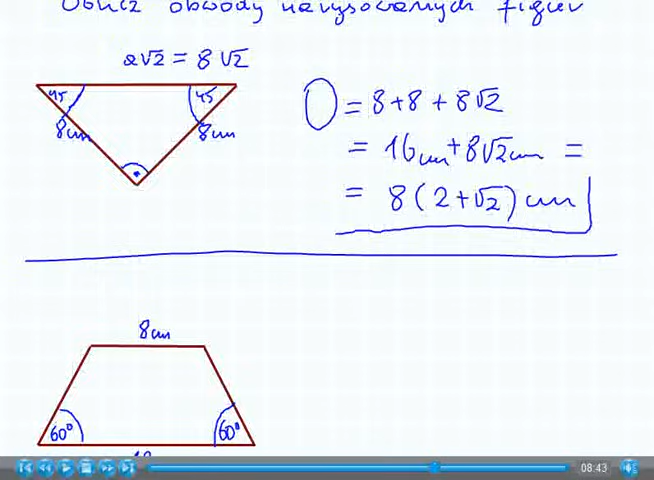 Oblicz obwody narysowanych figur
a√2 = 8√2
45
45
8cm
8cm
O = 8+8+8√2
= 16cm+8√2cm =
= 8(2+√2)cm
8cm
60°
60°
08:43